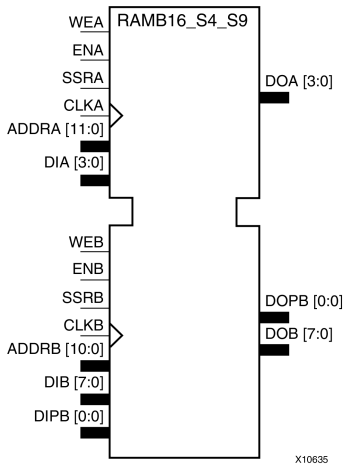 WEA
RAMB16_S4_S9
ENA
SSRA
DOA [3:0]
CLKA
ADDRA [11:0]
DIA [3:0]
WEB
ENB
SSRB
DOPB [0:0]
CLKB
DOB [7:0]
ADDRB [10:0]
DIB [7:0]
DIPB [0:0]
X10635